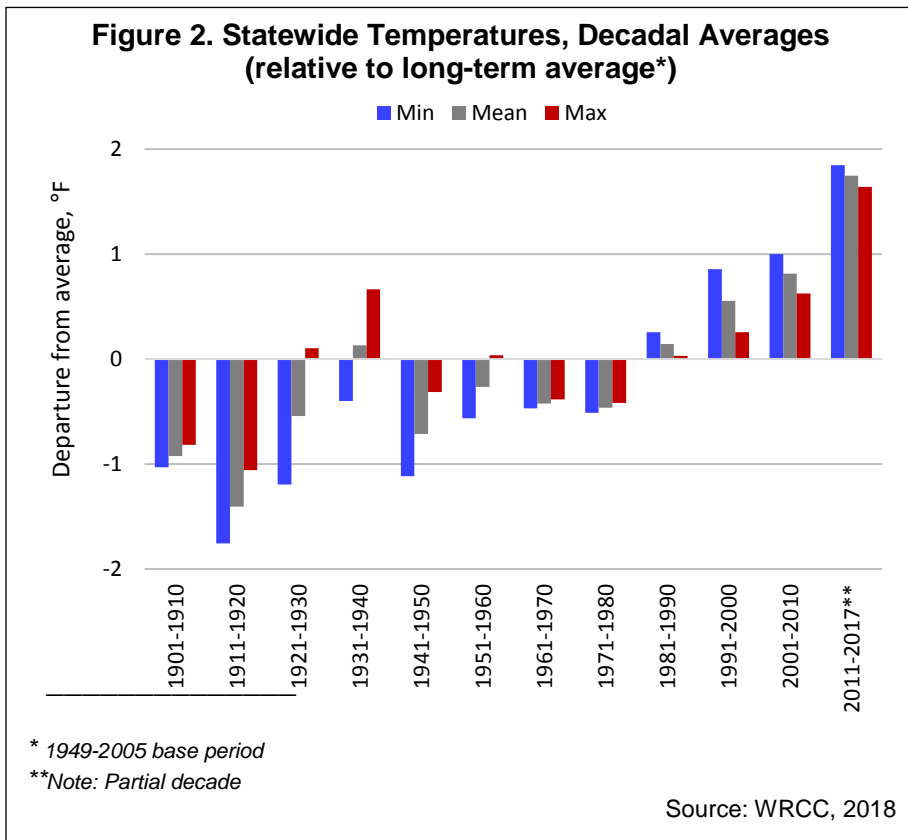 Figure 2. Statewide Temperatures, Decadal Averages
(relative to long-term average*)
Min Mean Max
Departure from average, °F
2
1
0
-1
-2
1901-1910
1911-1920
1921-1930
1931-1940
1941-1950
1951-1960
1961-1970
1971-1980
1981-1990
1991-2000
2001-2010
2011-2017**
* 1949-2005 base period
**Note: Partial decade
Source: WRCC, 2018